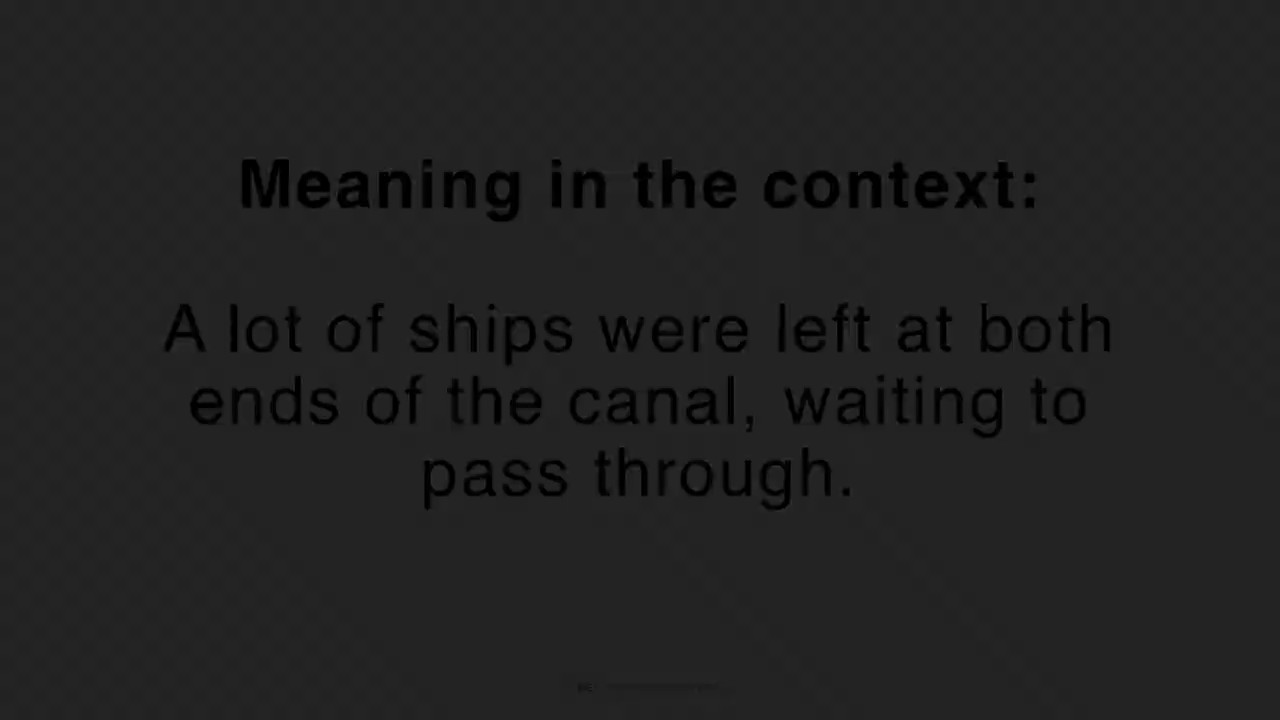 Meaning in the context:
A lot of ships were left at both
ends of the canal, waiting to
pass through.